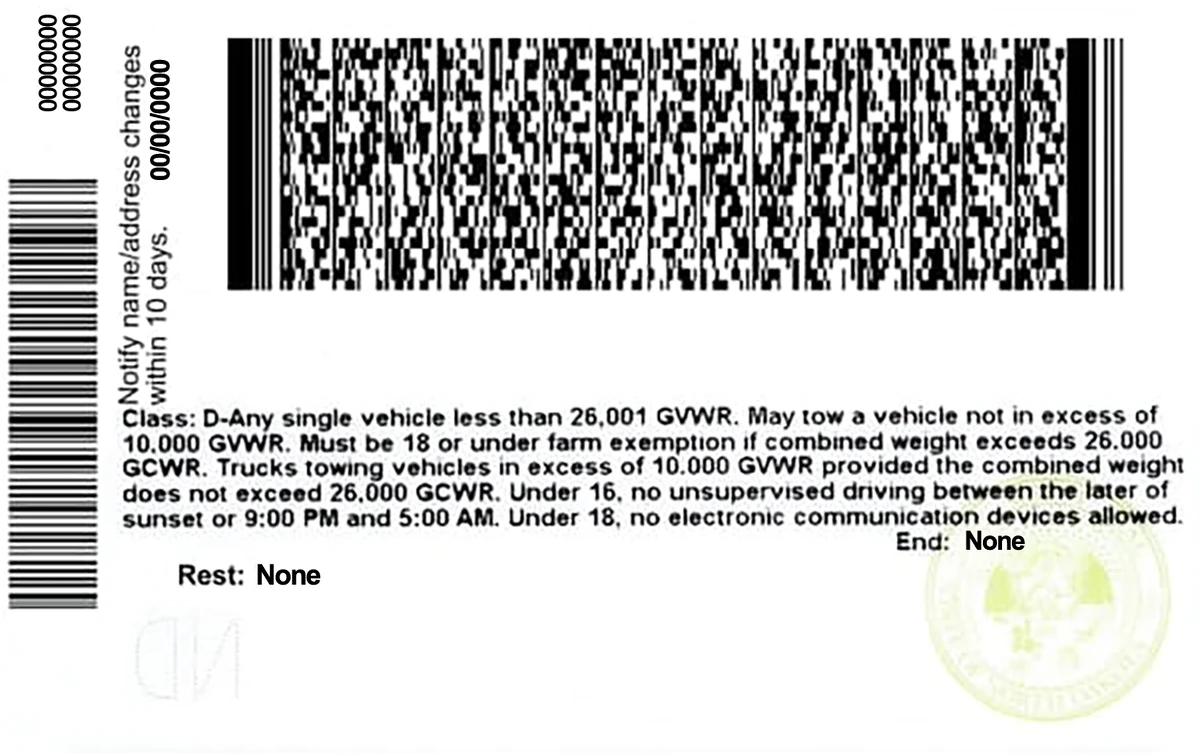 00000000
00000000
Notify name/address changes
within 10 days. 00/00/0000
Class: D-Any single vehicle less than 26,001 GVWR. May tow a vehicle not in excess of
10.000 GVWR. Must be 18 or under farm exemption if combined weight exceeds 26.000
GCWR. Trucks towing vehicles in excess of 10.000 GVWR provided the combined weight
does not exceed 26,000 GCWR. Under 16, no unsupervised driving between the later of
sunset or 9:00 PM and 5:00 AM. Under 18, no electronic communication devices allowed.
End: None
Rest: None
ND